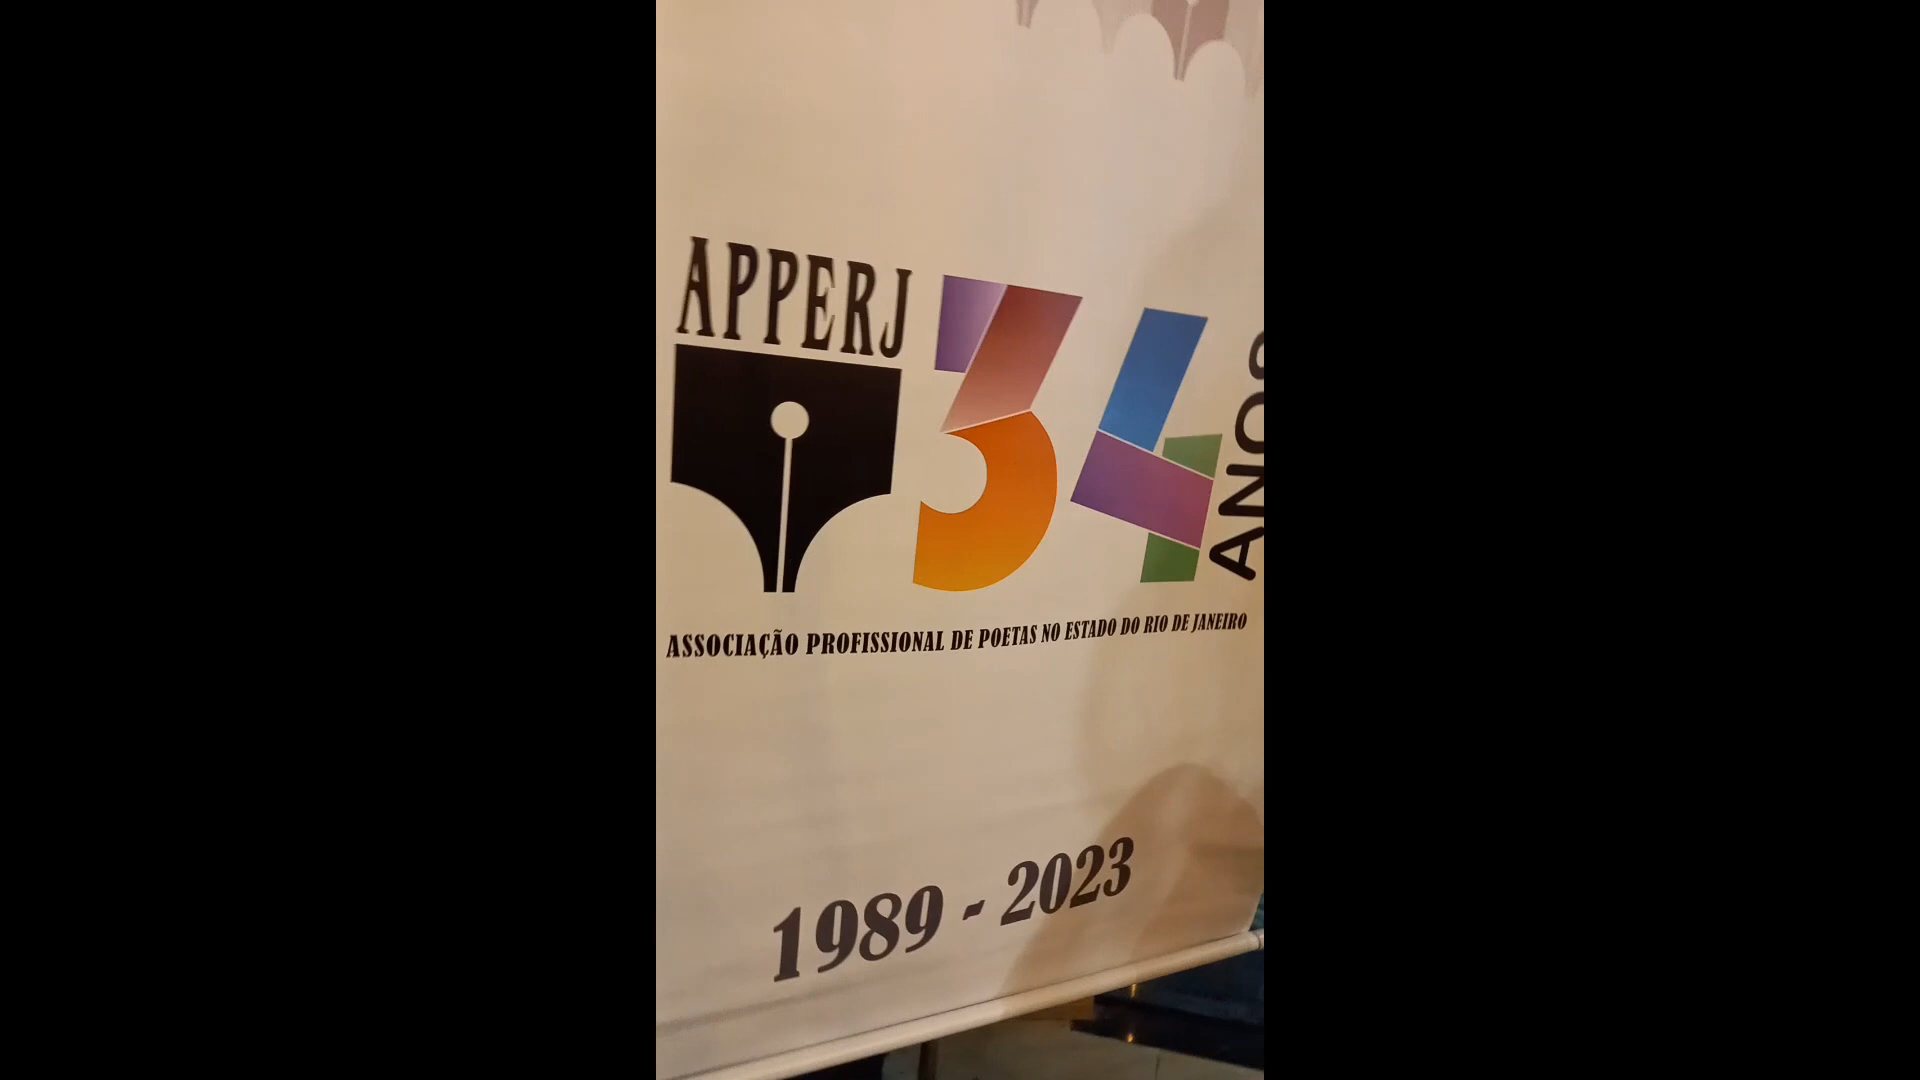 APPERJ
34
ANOS
ASSOCIAÇÃO PROFISSIONAL DE POETAS NO ESTADO DO RIO DE JANEIRO
1989 - 2023